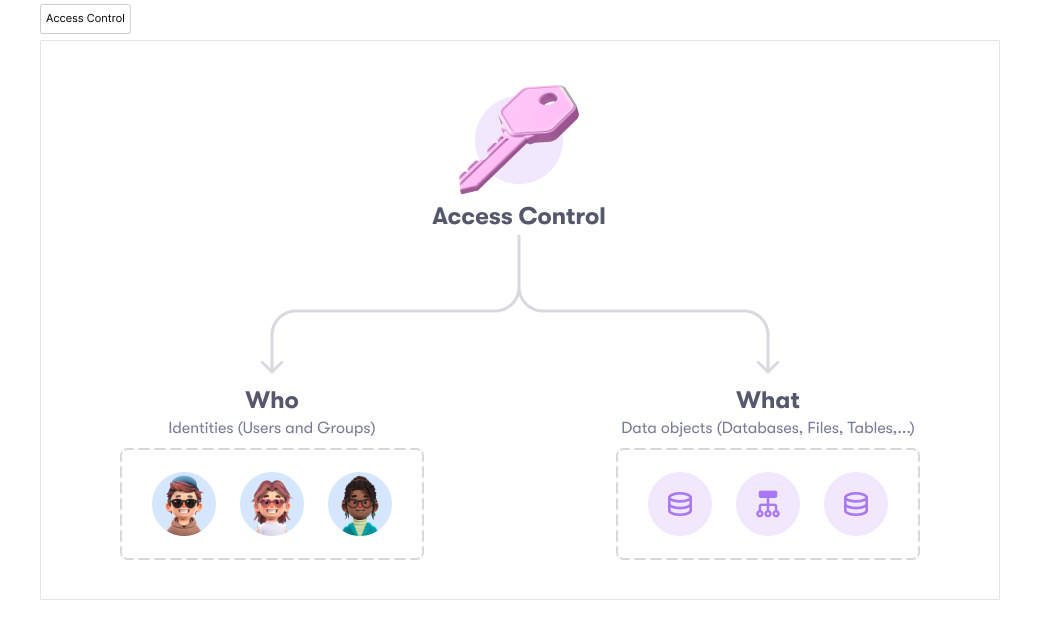 Access Control
Access Control
Who
Identities (Users and Groups)
What
Data objects (Databases, Files, Tables,...)